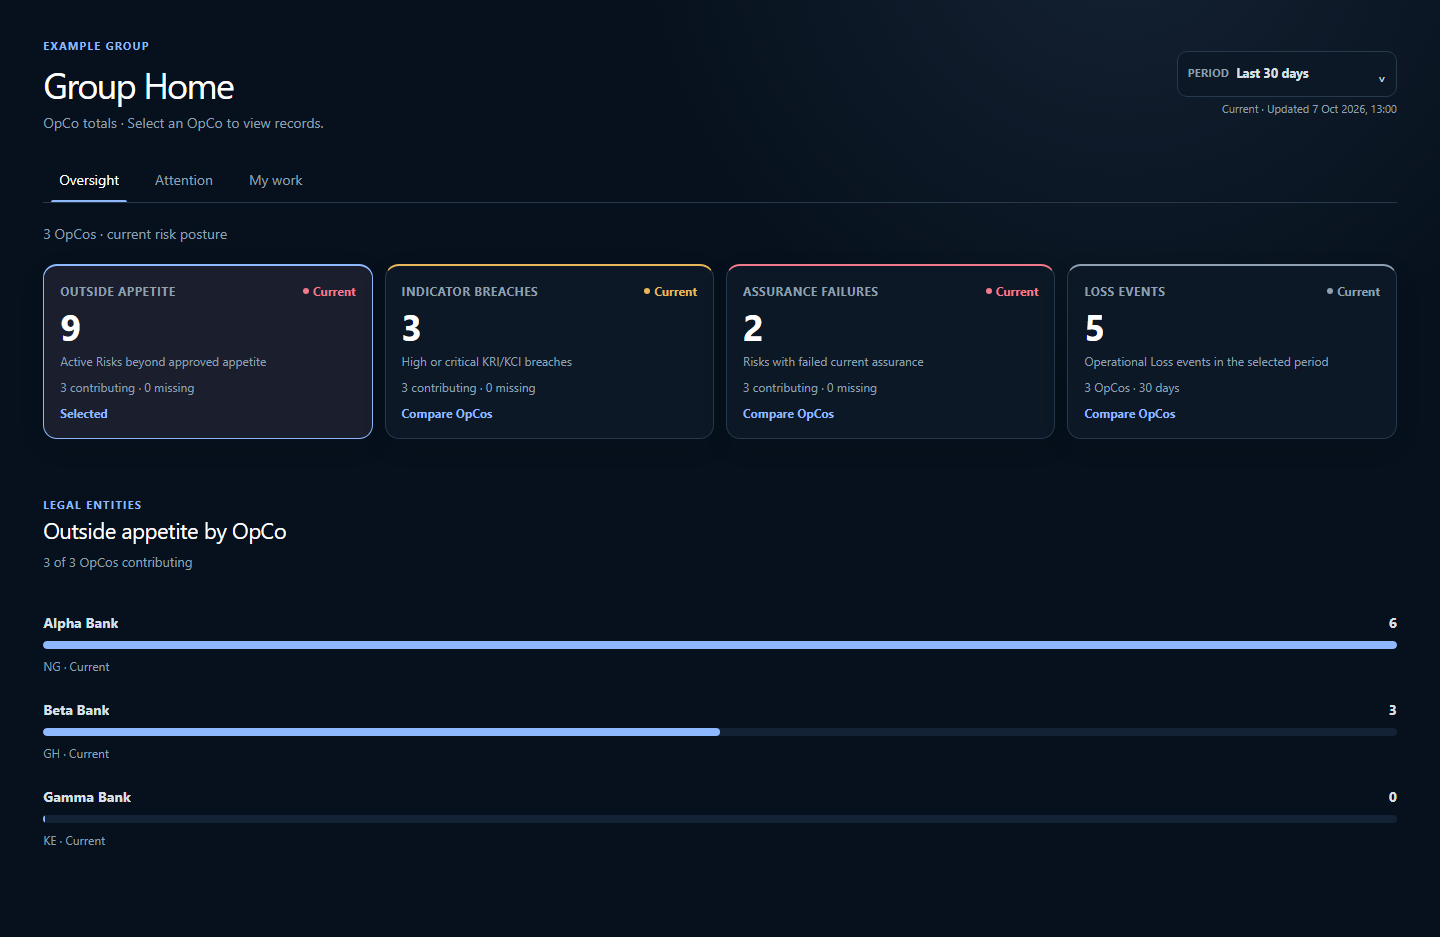 EXAMPLE GROUP
Group Home
OpCo totals · Select an OpCo to view records.
PERIOD Last 30 days v
Current · Updated 7 Oct 2026, 13:00
Oversight Attention My work
3 OpCos · current risk posture
OUTSIDE APPETITE Current
9
Active Risks beyond approved appetite
3 contributing · 0 missing
Selected
INDICATOR BREACHES Current
3
High or critical KRI/KCI breaches
3 contributing · 0 missing
Compare OpCos
ASSURANCE FAILURES Current
2
Risks with failed current assurance
3 contributing · 0 missing
Compare OpCos
LOSS EVENTS Current
5
Operational Loss events in the selected period
3 OpCos · 30 days
Compare OpCos
LEGAL ENTITIES
Outside appetite by OpCo
3 of 3 OpCos contributing
Alpha Bank 6
NG · Current
Beta Bank 3
GH · Current
Gamma Bank 0
KE · Current